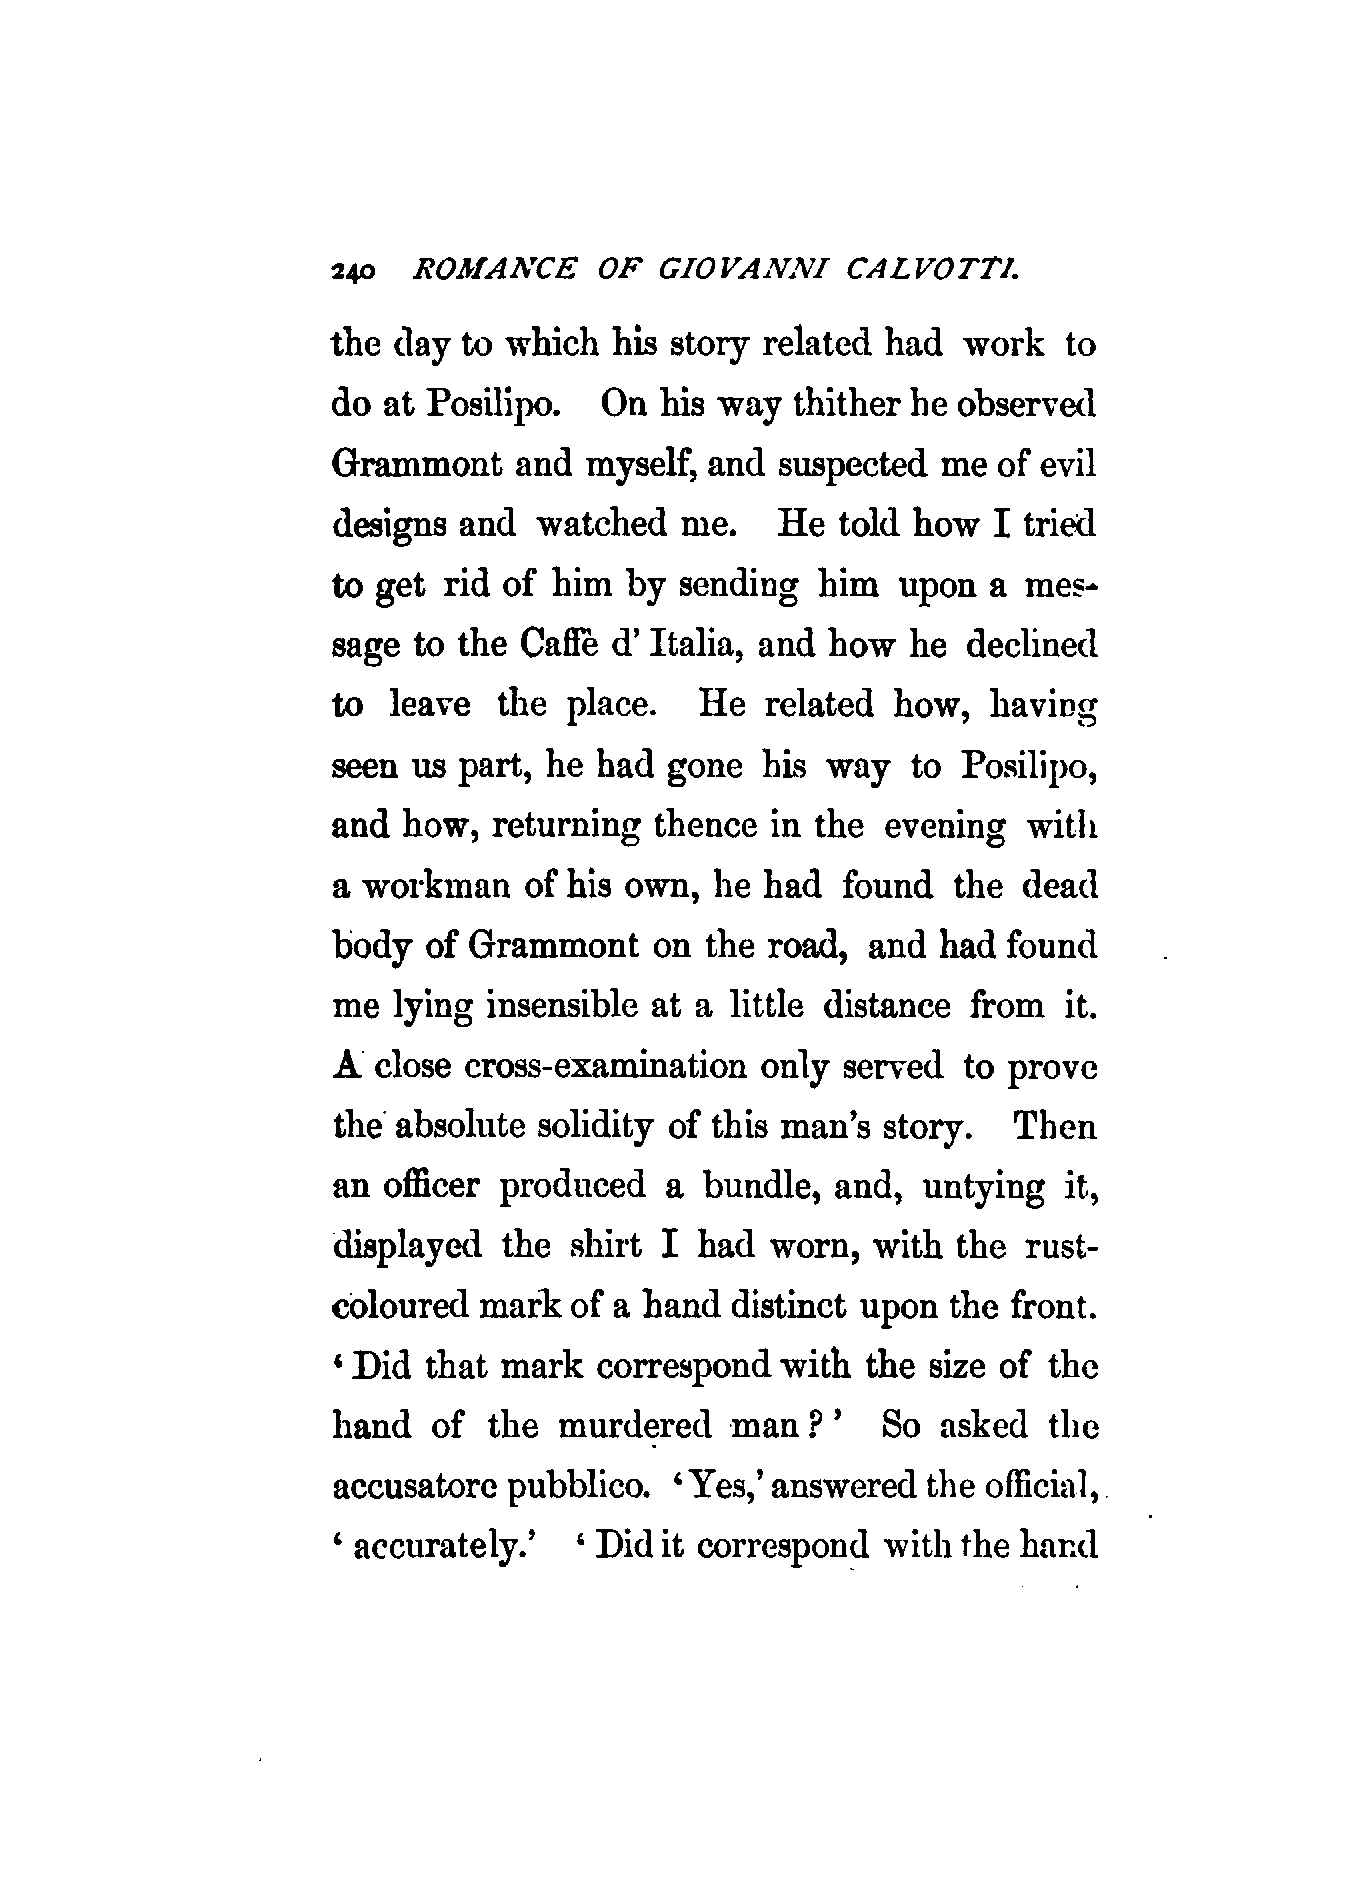 240 ROMANCE OF GIOVANNI CALVOTTI.
the day to which his story related had work to
do at Posilipo. On his way thither he observed
Grammont and myself, and suspected me of evil
designs and watched me. He told how I tried
to get rid of him by sending him upon a mes-
sage to the Caffè d' Italia, and how he declined
to leave the place. He related how, having
seen us part, he had gone his way to Posilipo,
and how, returning thence in the evening with
a workman of his own, he had found the dead
body of Grammont on the road, and had found
me lying insensible at a little distance from it.
A close cross-examination only served to prove
the absolute solidity of this man's story. Then
an officer produced a bundle, and, untying it,
displayed the shirt I had worn, with the rust-
coloured mark of a hand distinct upon the front.
‘ Did that mark correspond with the size of the
hand of the murdered man ? ’ So asked the
accusatore pubblico. ‘ Yes,’ answered the official,
‘ accurately.’ ‘ Did it correspond with the hand